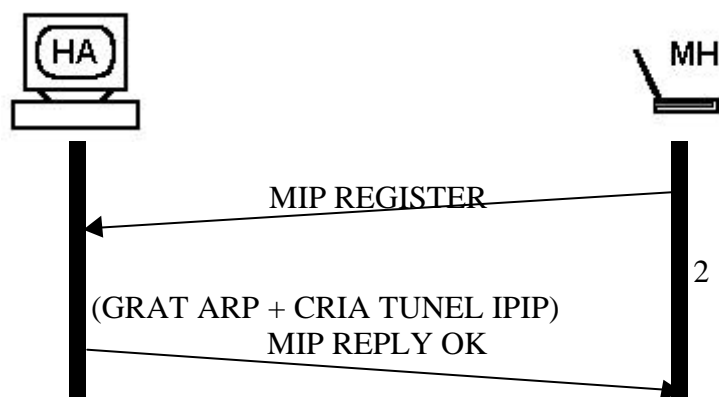 HA
MH
MIP REGISTER
2
(GRAT ARP + CRIA TUNEL IPIP)
MIP REPLY OK